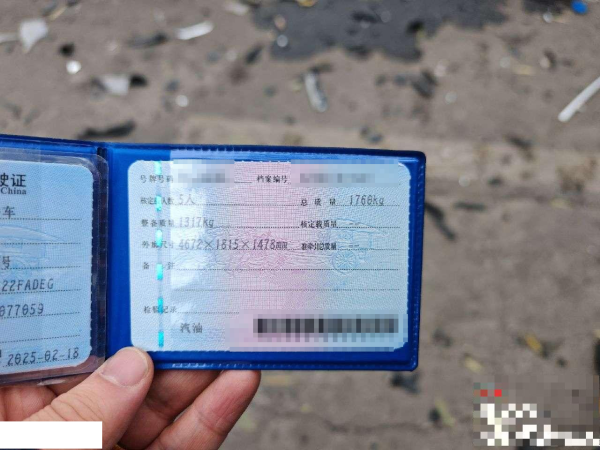 驶证
China
车
号
22FADEG
077059
2025-02-18
号牌号码 档案编号
核定人数 5人 总质量 1766kg
整备质量 1317kg 核定载质量 --
外廓尺寸 4672×1815×1478mm 准牵引总质量 --
备注
检验记录
汽油